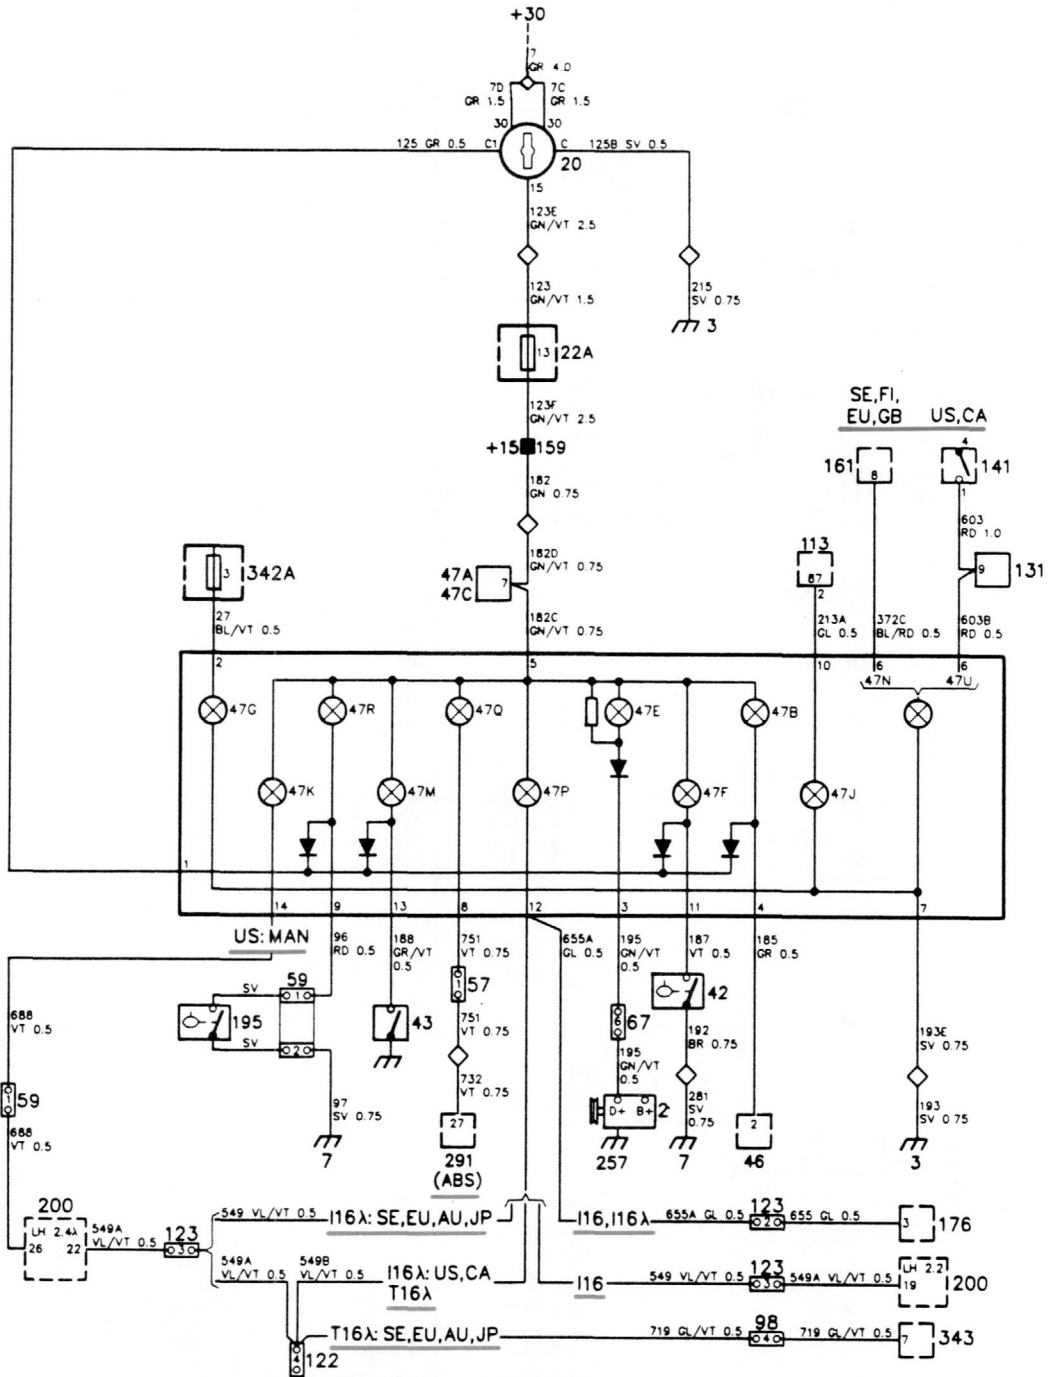 +30
7
GR 4.0
7D
GR 1.5
7C
GR 1.5
30
30
125 GR 0.5
C1
C
125B SV 0.5
20
15
123E
GN/VT 2.5
123
GN/VT 1.5
215
SV 0.75
3
13
22A
123F
GN/VT 2.5
SE,FI,
EU,GB
US,CA
+15
159
161
8
4
141
1
182
GN 0.75
603
RD 1.0
182D
GN/VT 0.75
113
87
2
9
131
3
342A
47A
47C
7
27
BL/VT 0.5
182C
GN/VT 0.75
213A
GL 0.5
372C
BL/RD 0.5
603B
RD 0.5
2
5
10
6
6
47N
47U
47G
47R
47Q
47E
47B
47K
47M
47P
47F
47J
1
14
9
13
8
12
3
11
4
7
US: MAN
96
RD 0.5
188
GR/VT
0.5
751
VT 0.75
655A
GL 0.5
195
GN/VT
0.5
187
VT 0.5
185
GR 0.5
SV
59
1
195
43
1
57
6
67
42
688
VT 0.5
SV
2
751
VT 0.75
195
GN/VT
0.5
192
BR 0.75
193E
SV 0.75
1
59
732
VT 0.75
688
VT 0.5
97
SV 0.75
27
D+
B+
2
281
SV
0.75
2
193
SV 0.75
7
291
(ABS)
257
7
46
3
200
LH 2.4λ
26
22
549A
VL/VT 0.5
123
3
549 VL/VT 0.5
I16λ: SE,EU,AU,JP
I16,I16λ
655A GL 0.5
123
2
655 GL 0.5
3
176
549A
VL/VT 0.5
549B
VL/VT 0.5
I16λ: US,CA
T16λ
I16
549 VL/VT 0.5
123
3
549A VL/VT 0.5
LH 2.2
19
200
T16λ: SE,EU,AU,JP
719 GL/VT 0.5
98
4
719 GL/VT 0.5
7
343
4
122